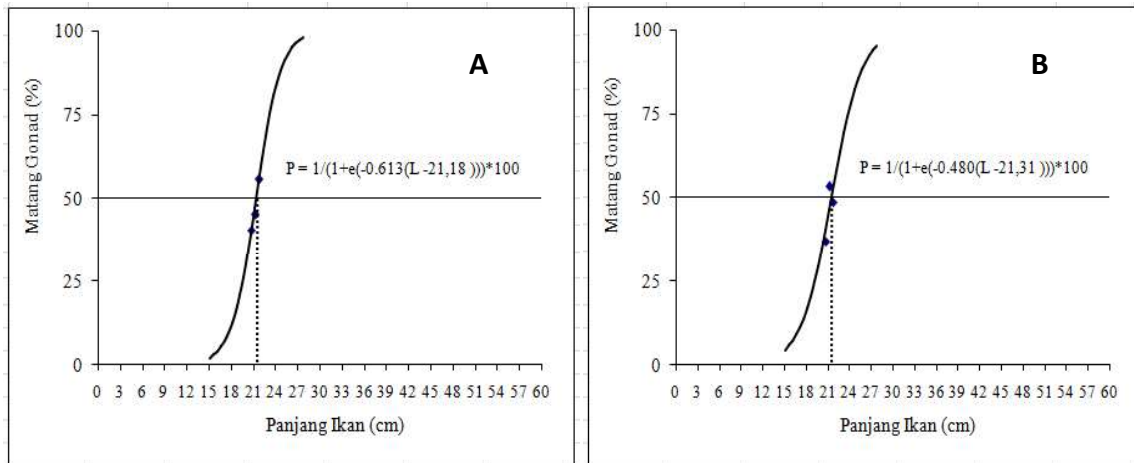 A
100
75
50
25
0
Matang Gonad (%)
P = 1/(1+e(-0.613(L -21,18 )))*100
0 3 6 9 12 15 18 21 24 27 30 33 36 39 42 45 48 51 54 57 60
Panjang Ikan (cm)
B
100
75
50
25
0
Matang Gonad (%)
P = 1/(1+e(-0.480(L -21,31 )))*100
0 3 6 9 12 15 18 21 24 27 30 33 36 39 42 45 48 51 54 57 60
Panjang Ikan (cm)